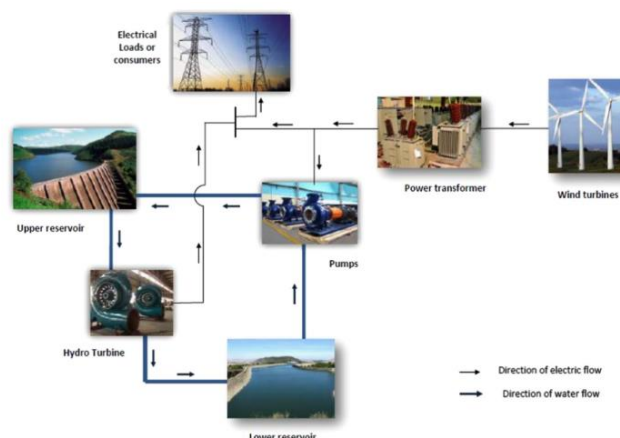 Electrical
Loads or
consumers
Power transformer
Wind turbines
Upper reservoir
Pumps
Hydro Turbine
Direction of electric flow
Direction of water flow
Lower reservoir